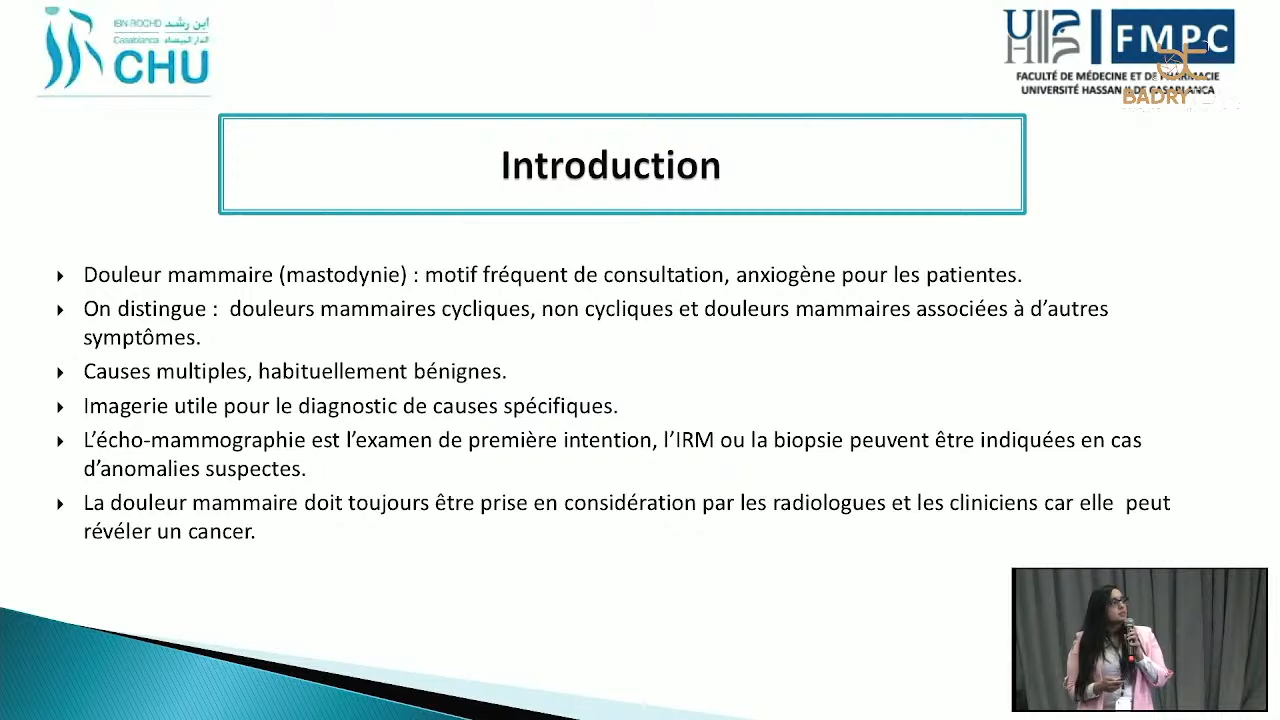 IBN ROCHD ابن رشد
Casablanca الدار البيضاء
CHU
FMPC
FACULTÉ DE MÉDECINE ET DE PHARMACIE
UNIVERSITÉ HASSAN II DE CASABLANCA
BADRY
Introduction
Douleur mammaire (mastodynie) : motif fréquent de consultation, anxiogène pour les patientes.
On distingue :  douleurs mammaires cycliques, non cycliques et douleurs mammaires associées à d’autres
symptômes.
Causes multiples, habituellement bénignes.
Imagerie utile pour le diagnostic de causes spécifiques.
L’écho-mammographie est l’examen de première intention, l’IRM ou la biopsie peuvent être indiquées en cas
d’anomalies suspectes.
La douleur mammaire doit toujours être prise en considération par les radiologues et les cliniciens car elle  peut
révéler un cancer.